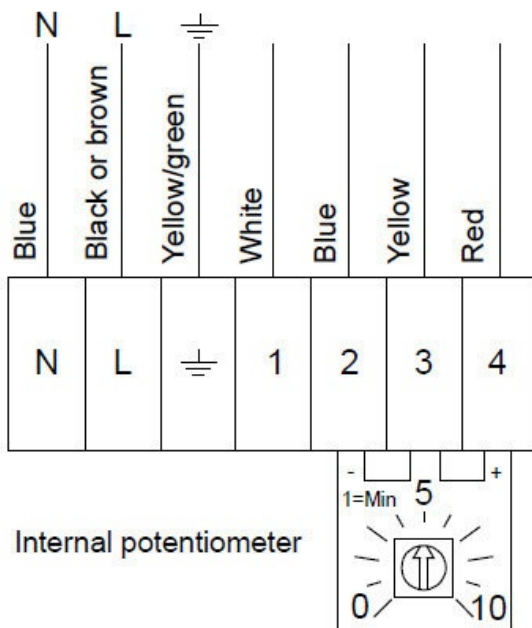 N L
Blue Black or brown Yellow/green White Blue Yellow Red
N L 1 2 3 4
- +
1=Min 5
Internal potentiometer
0 10